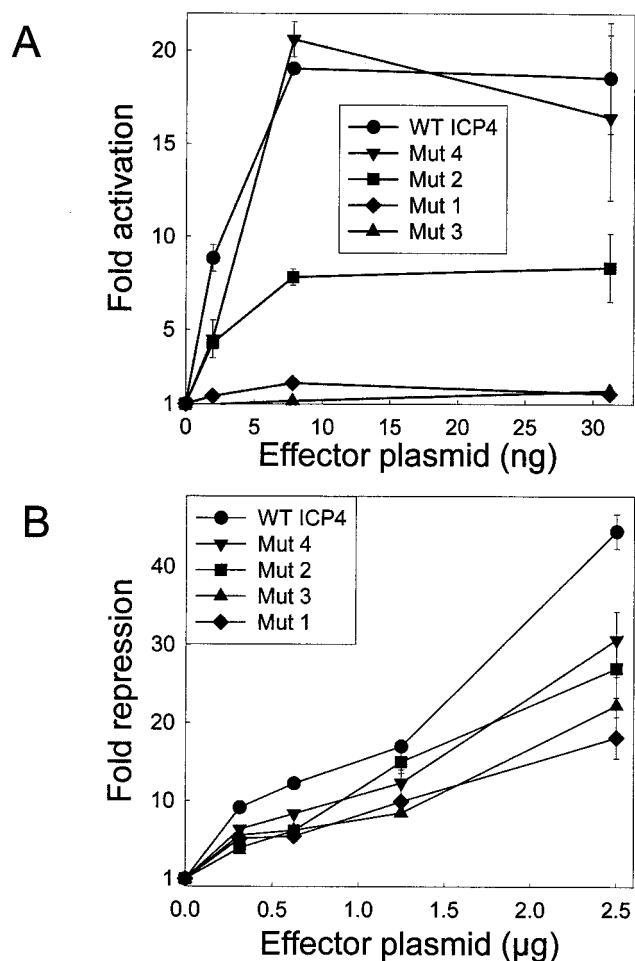 A
Fold activation
20
15
10
5
1
WT ICP4
Mut 4
Mut 2
Mut 1
Mut 3
0 5 10 15 20 25 30
Effector plasmid (ng)
B
Fold repression
40
30
20
10
1
WT ICP4
Mut 4
Mut 2
Mut 3
Mut 1
0.0 0.5 1.0 1.5 2.0 2.5
Effector plasmid (µg)